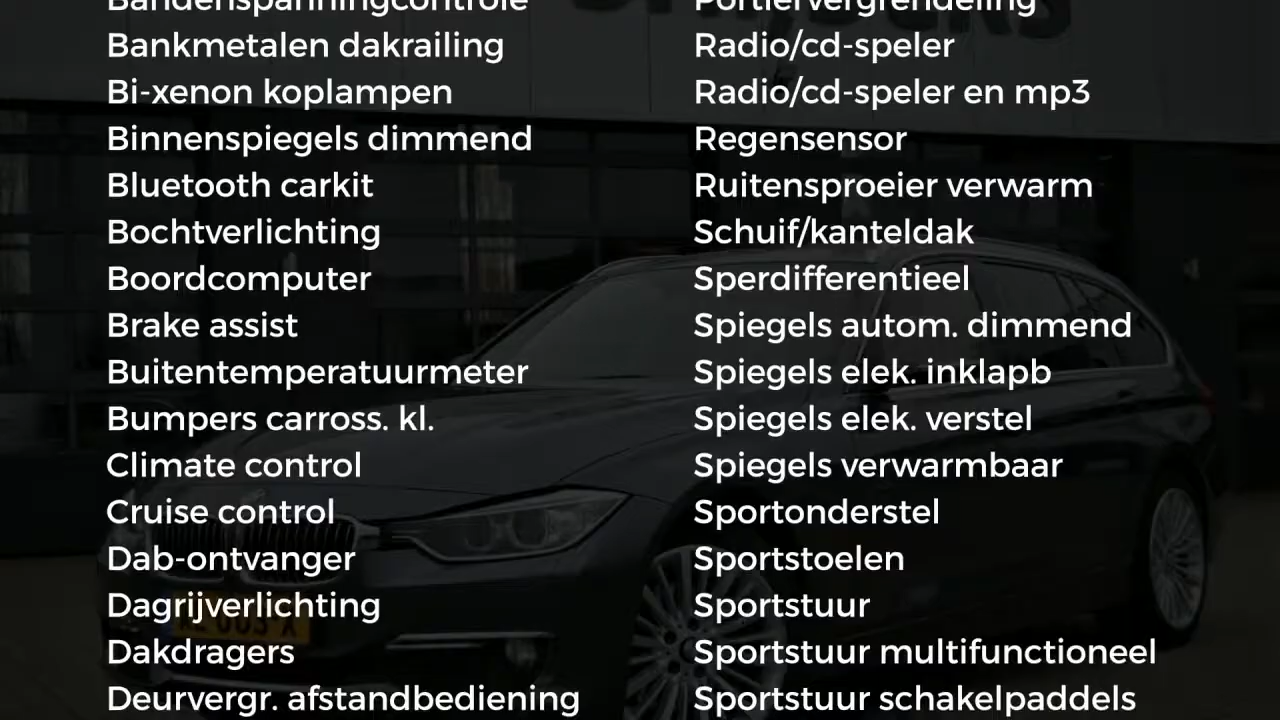 Bandenspanningcontrole
Bankmetalen dakrailing
Bi-xenon koplampen
Binnenspiegels dimmend
Bluetooth carkit
Bochtverlichting
Boordcomputer
Brake assist
Buitentemperatuurmeter
Bumpers carross. kl.
Climate control
Cruise control
Dab-ontvanger
Dagrijverlichting
Dakdragers
Deurvergr. afstandbediening
Portiervergrendeling
Radio/cd-speler
Radio/cd-speler en mp3
Regensensor
Ruitensproeier verwarm
Schuif/kanteldak
Sperdifferentieel
Spiegels autom. dimmend
Spiegels elek. inklapb
Spiegels elek. verstel
Spiegels verwarmbaar
Sportonderstel
Sportstoelen
Sportstuur
Sportstuur multifunctioneel
Sportstuur schakelpaddels